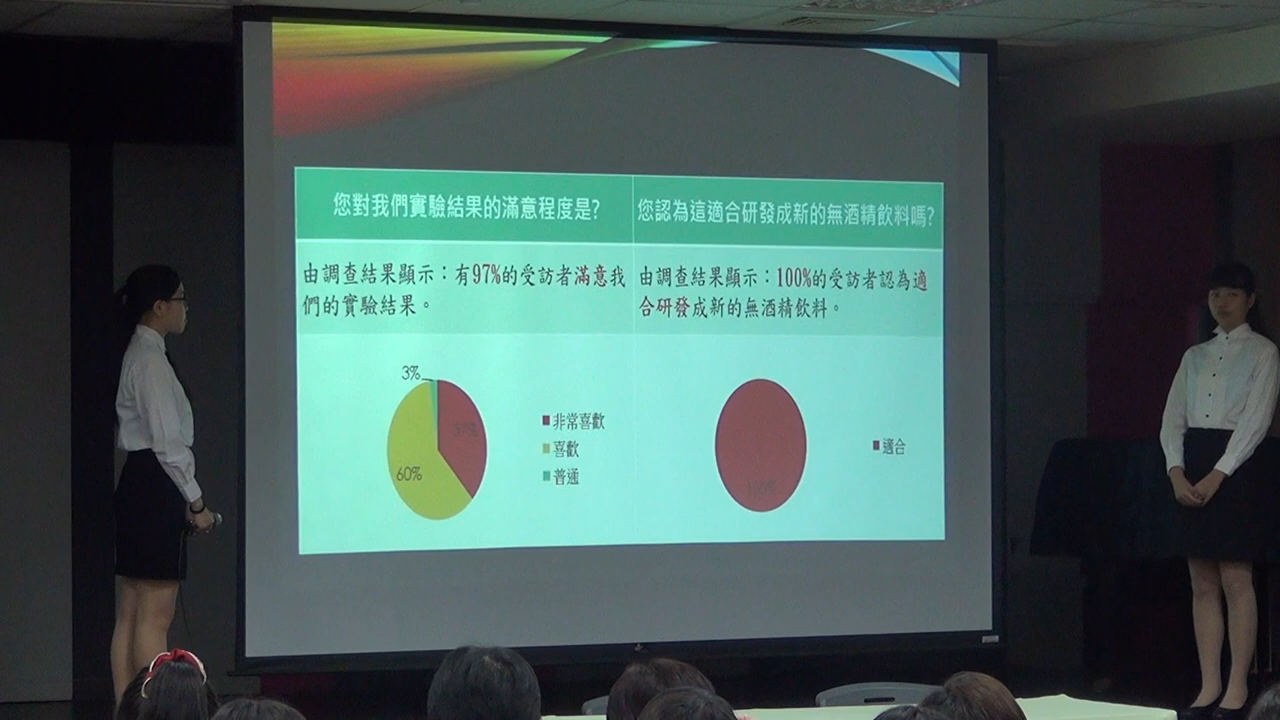 您對我們實驗結果的滿意程度是?
您認為這適合研發成新的無酒精飲料嗎?
由調查結果顯示：有97%的受訪者滿意我
們的實驗結果。
由調查結果顯示：100%的受訪者認為適
合研發成新的無酒精飲料。
3%
37%
60%
非常喜歡
喜歡
普通
100%
適合